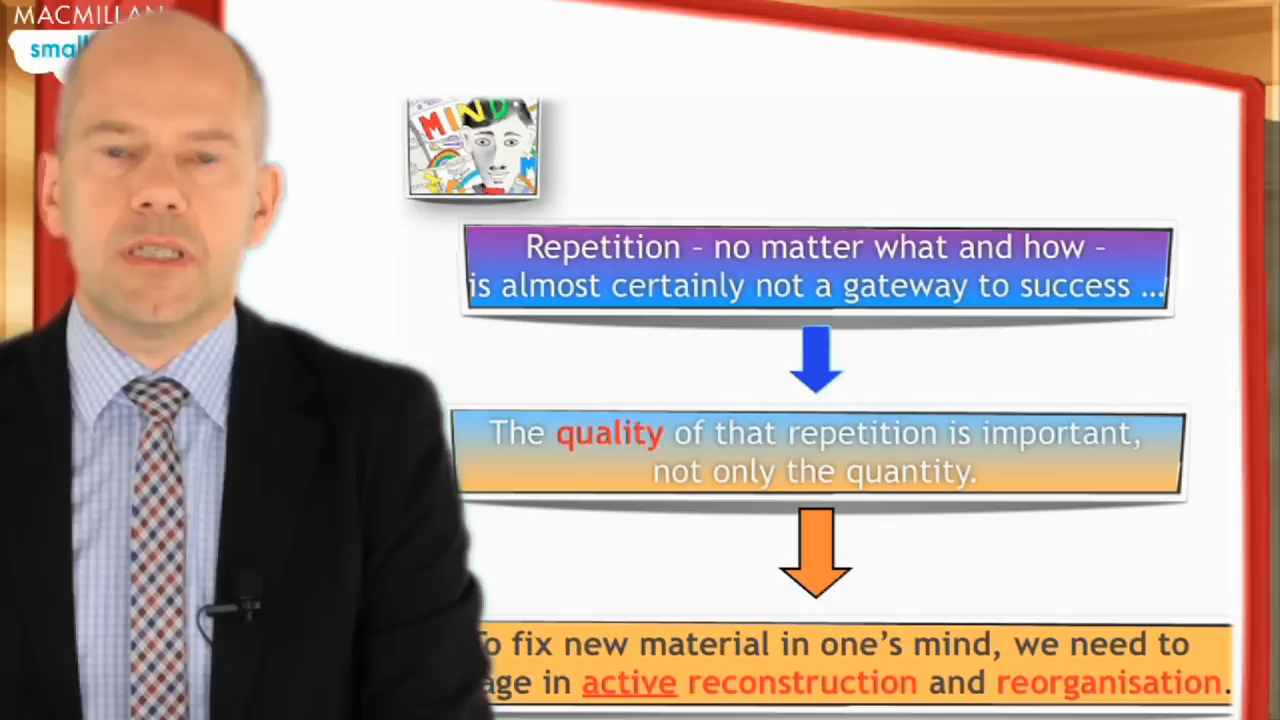 MACMILLAN
small
MIND
Repetition – no matter what and how –
is almost certainly not a gateway to success ...
The quality of that repetition is important,
not only the quantity.
fix new material in one's mind, we need to
in active reconstruction and reorganisation.